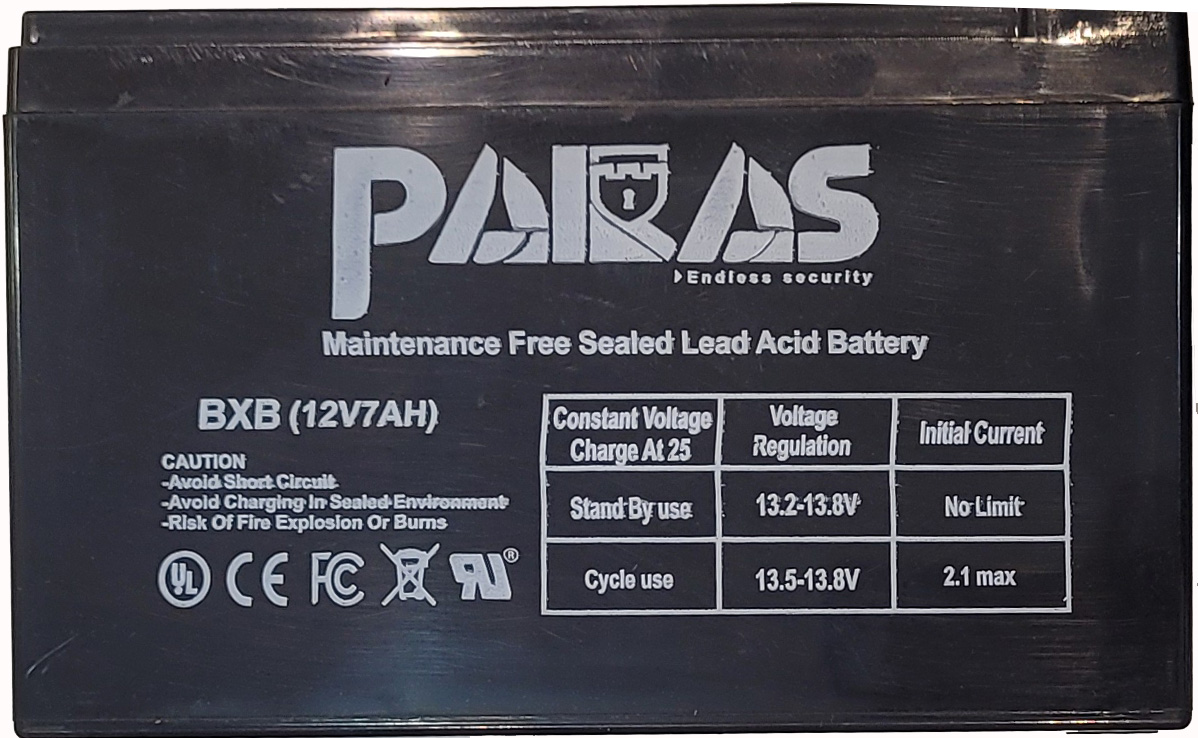 PARAS
Endless security
Maintenance Free Sealed Lead Acid Battery
BXB (12V7AH)
CAUTION
-Avoid Short Circuit
-Avoid Charging In Sealed Environment
-Risk Of Fire Explosion Or Burns
UL CE FC RU ®
Constant Voltage Charge At 25 Voltage Regulation Initial Current
Stand By use 13.2-13.8V No Limit
Cycle use 13.5-13.8V 2.1 max